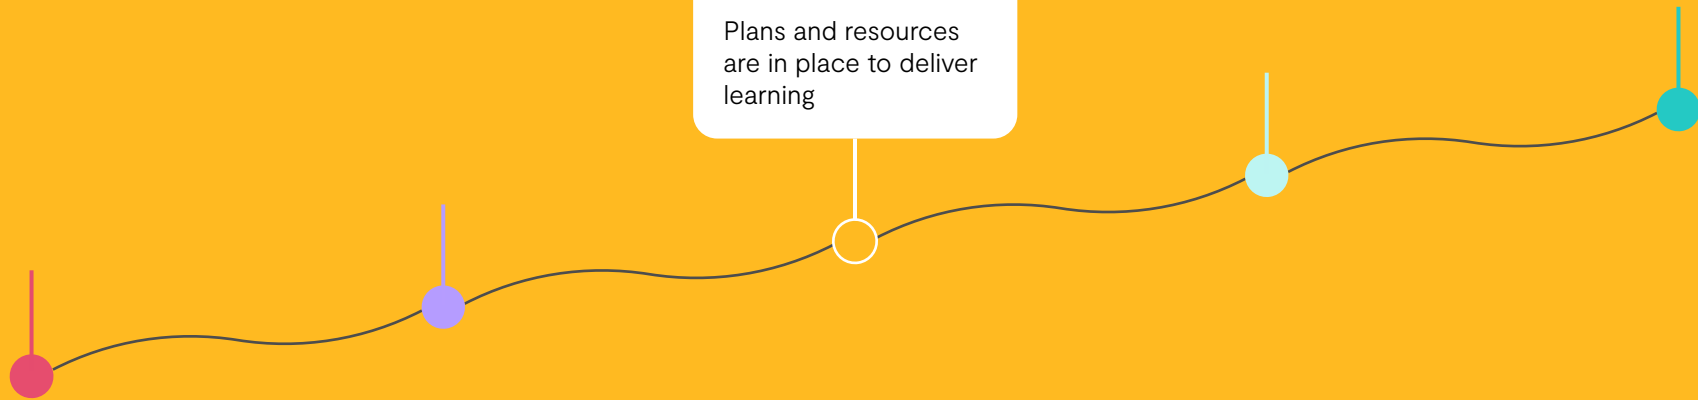 Plans and resources
are in place to deliver
learning